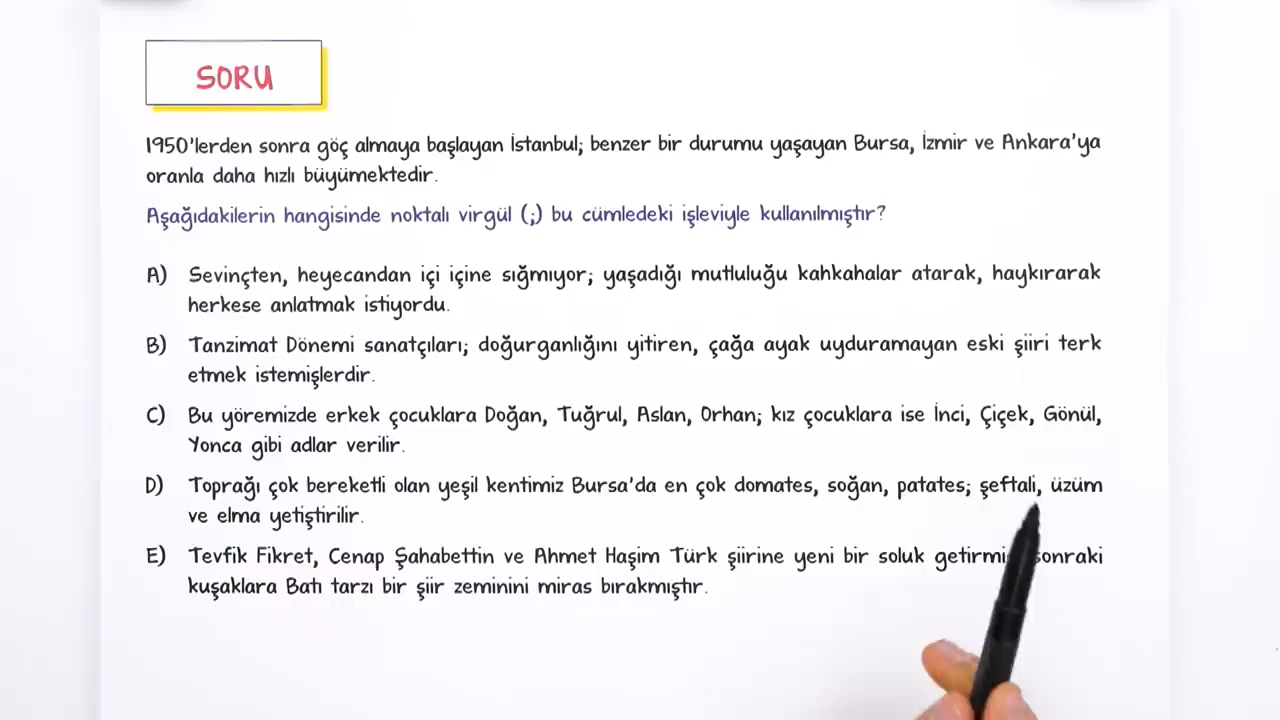 SORU
1950'lerden sonra göç almaya başlayan İstanbul; benzer bir durumu yaşayan Bursa, İzmir ve Ankara'ya
oranla daha hızlı büyümektedir.
Aşağıdakilerin hangisinde noktalı virgül (;) bu cümledeki işleviyle kullanılmıştır?
A) Sevinçten, heyecandan içi içine sığmıyor; yaşadığı mutluluğu kahkahalar atarak, haykırarak
herkese anlatmak istiyordu.
B) Tanzimat Dönemi sanatçıları; doğurganlığını yitiren, çağa ayak uyduramayan eski şiiri terk
etmek istemişlerdir.
C) Bu yöremizde erkek çocuklara Doğan, Tuğrul, Aslan, Orhan; kız çocuklara ise İnci, Çiçek, Gönül,
Yonca gibi adlar verilir.
D) Toprağı çok bereketli olan yeşil kentimiz Bursa'da en çok domates, soğan, patates; şeftali, üzüm
ve elma yetiştirilir.
E) Tevfik Fikret, Cenap Şahabettin ve Ahmet Haşim Türk şiirine yeni bir soluk
kuşaklara Batı tarzı bir şiir zeminini miras bırakmıştır.